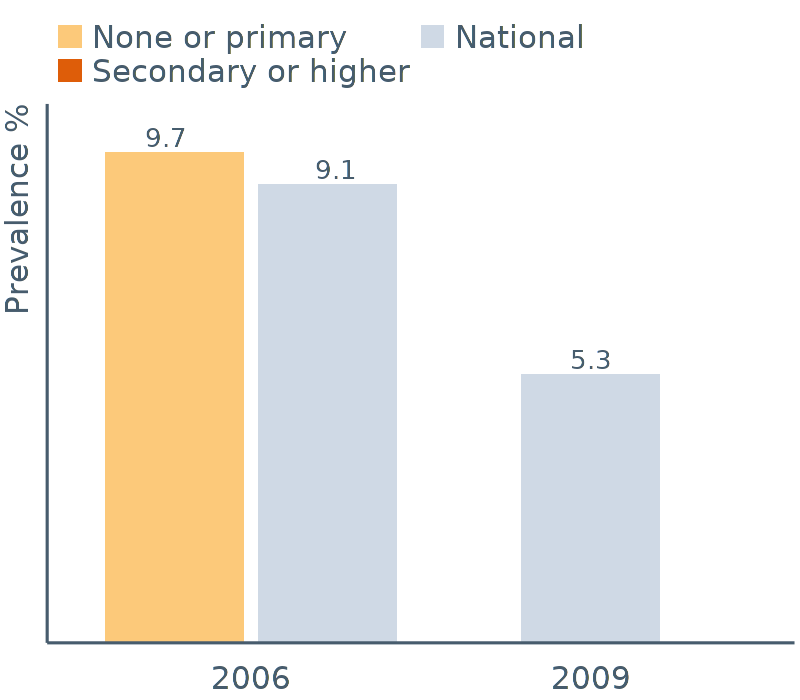 None or primary
National
Secondary or higher
Prevalence %
9.7
9.1
5.3
2006
2009